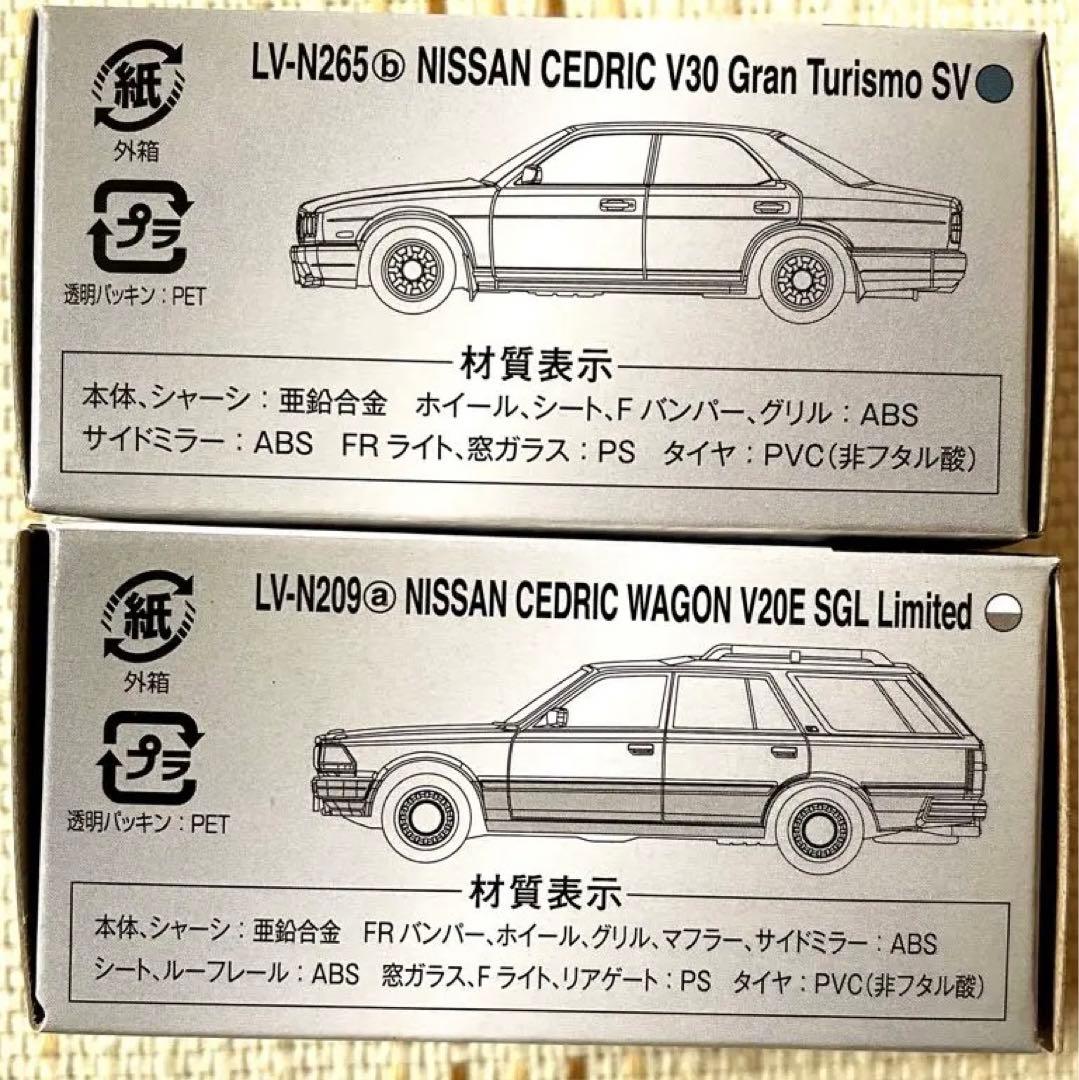 LV-N265ⓑ NISSAN CEDRIC V30 Gran Turismo SV
紙
外箱
プラ
透明パッキン：PET
材質表示
本体、シャーシ：亜鉛合金 ホイール、シート、F バンパー、グリル：ABS
サイドミラー：ABS FR ライト、窓ガラス：PS タイヤ：PVC（非フタル酸）
LV-N209ⓐ NISSAN CEDRIC WAGON V20E SGL Limited
紙
外箱
プラ
透明パッキン：PET
材質表示
本体、シャーシ：亜鉛合金 FR バンパー、ホイール、グリル、マフラー、サイドミラー：ABS
シート、ルーフレール：ABS 窓ガラス、F ライト、リアゲート：PS タイヤ：PVC（非フタル酸）